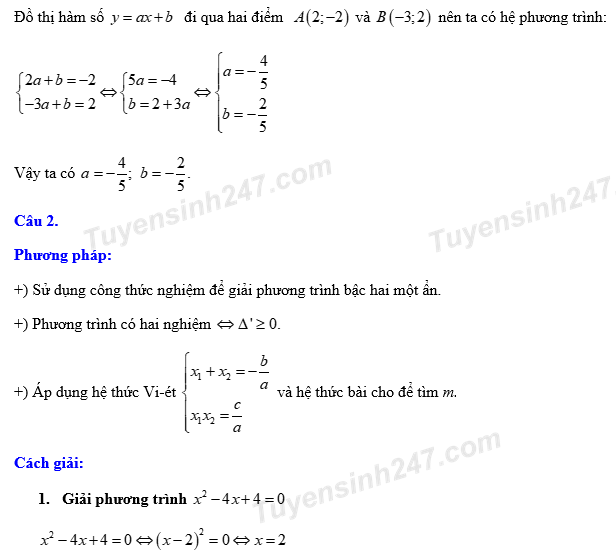 Đồ thị hàm số y = ax + b đi qua hai điểm A(2;−2) và B(−3;2) nên ta có hệ phương trình:
{2a + b = −2; −3a + b = 2 ⇔ {5a = −4; b = 2 + 3a ⇔ {a = −4/5; b = −2/5
Vậy ta có a = −4/5; b = −2/5.
Tuyensinh247.com
Tuyensinh247
Câu 2.
Phương pháp:
+) Sử dụng công thức nghiệm để giải phương trình bậc hai một ẩn.
+) Phương trình có hai nghiệm ⇔ Δ' ≥ 0.
+) Áp dụng hệ thức Vi-ét {x₁ + x₂ = −b/a; x₁x₂ = c/a và hệ thức bài cho để tìm m.
Cách giải:
Tuyensinh247.com
1. Giải phương trình x² − 4x + 4 = 0
x² − 4x + 4 = 0 ⇔ (x − 2)² = 0 ⇔ x = 2